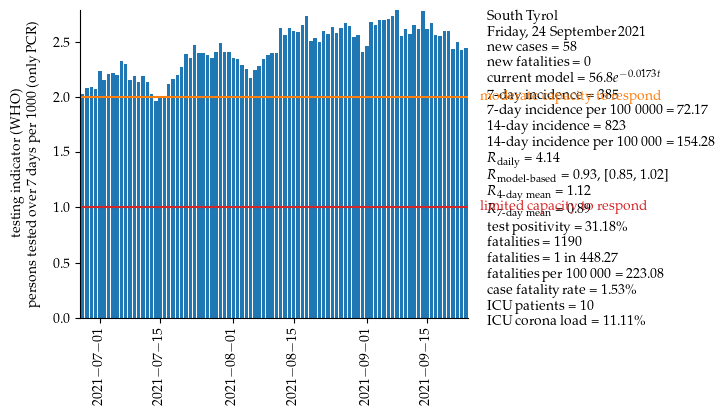 testing indicator (WHO)
persons tested over 7 days per 1000 (only PCR)
2.5
2.0
1.5
1.0
0.5
0.0
2021−07−01
2021−07−15
2021−08−01
2021−08−15
2021−09−01
2021−09−15
South Tyrol
Friday, 24 September 2021
new cases = 58
new fatalities = 0
current model = 56.8e^{−0.0173t}
7-day incidence = 385
moderate capacity to respond
7-day incidence per 100 0000 = 72.17
14-day incidence = 823
14-day incidence per 100 000 = 154.28
R_daily = 4.14
R_model-based = 0.93, [0.85, 1.02]
R_4-day mean = 1.12
R_7-day mean = 0.89
limited capacity to respond
test positivity = 31.18%
fatalities = 1190
fatalities = 1 in 448.27
fatalities per 100 000 = 223.08
case fatality rate = 1.53%
ICU patients = 10
ICU corona load = 11.11%